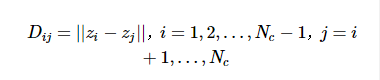 D_{ij} = ||z_i − z_j||, i = 1, 2, …, N_c − 1, j = i
+ 1, …, N_c